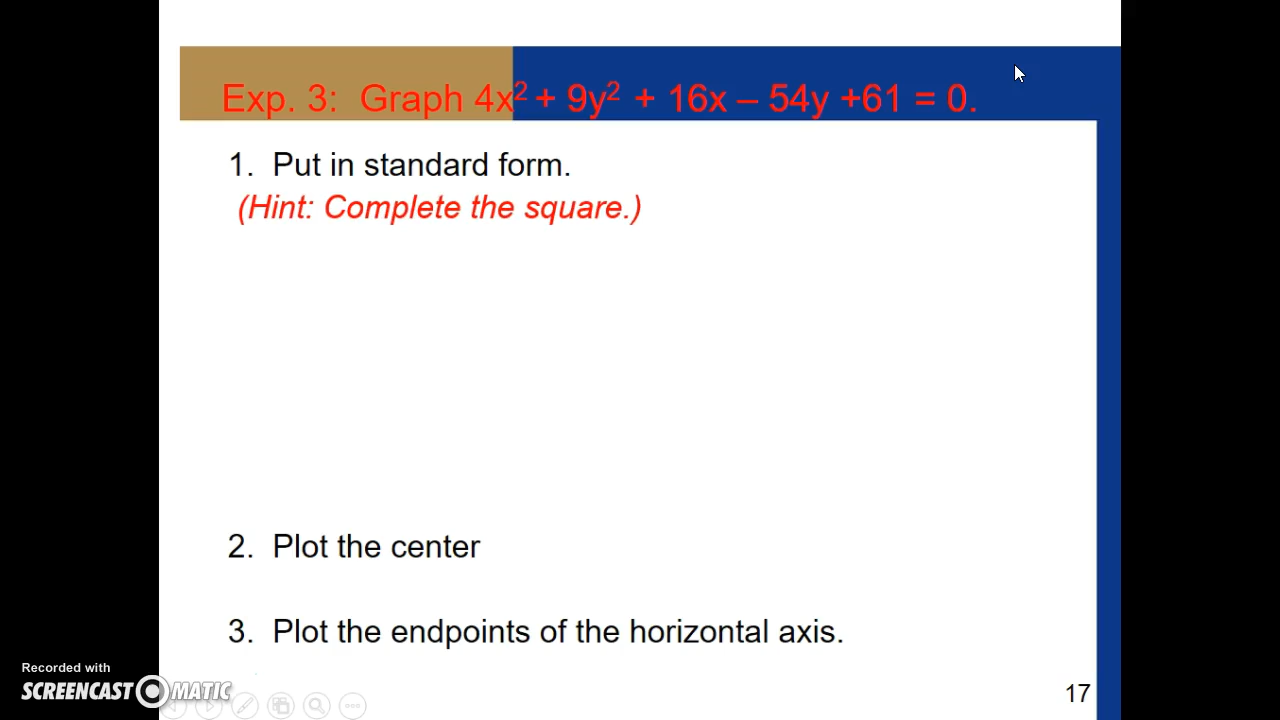 Exp. 3: Graph 4x² + 9y² + 16x – 54y +61 = 0.
1. Put in standard form.
(Hint: Complete the square.)
2. Plot the center
3. Plot the endpoints of the horizontal axis.
Recorded with
SCREENCAST MATIC
17